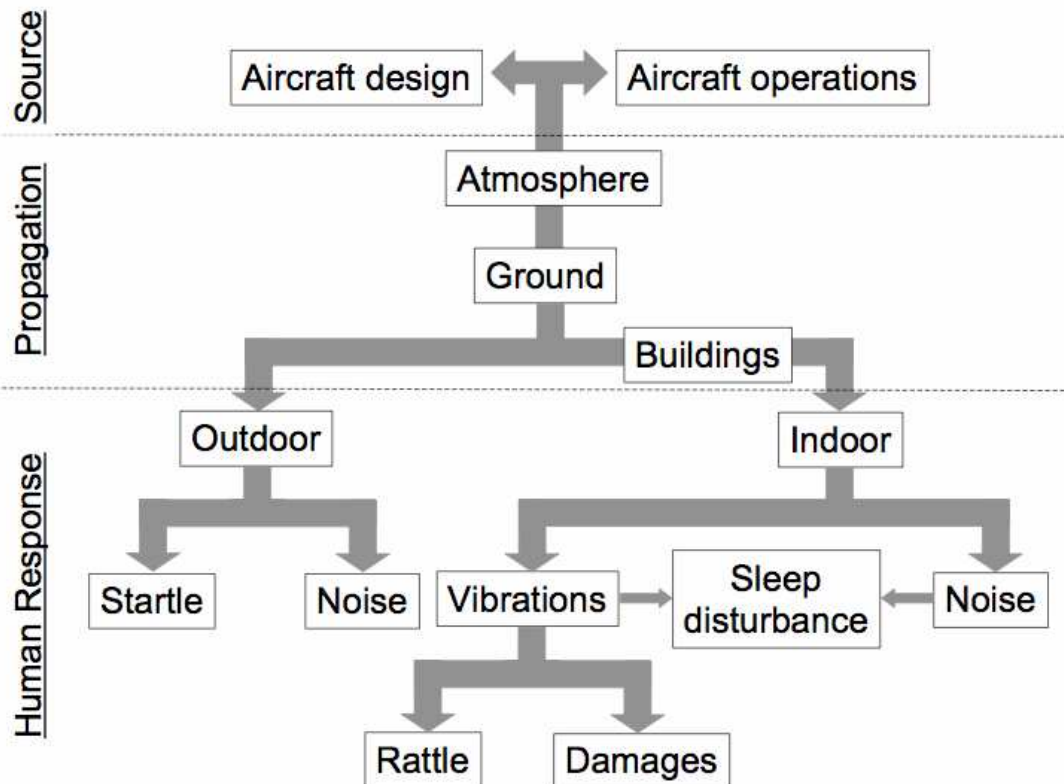 Source
Aircraft design
Aircraft operations
Propagation
Atmosphere
Ground
Buildings
Human Response
Outdoor
Indoor
Startle
Noise
Vibrations
Sleep
disturbance
Noise
Rattle
Damages